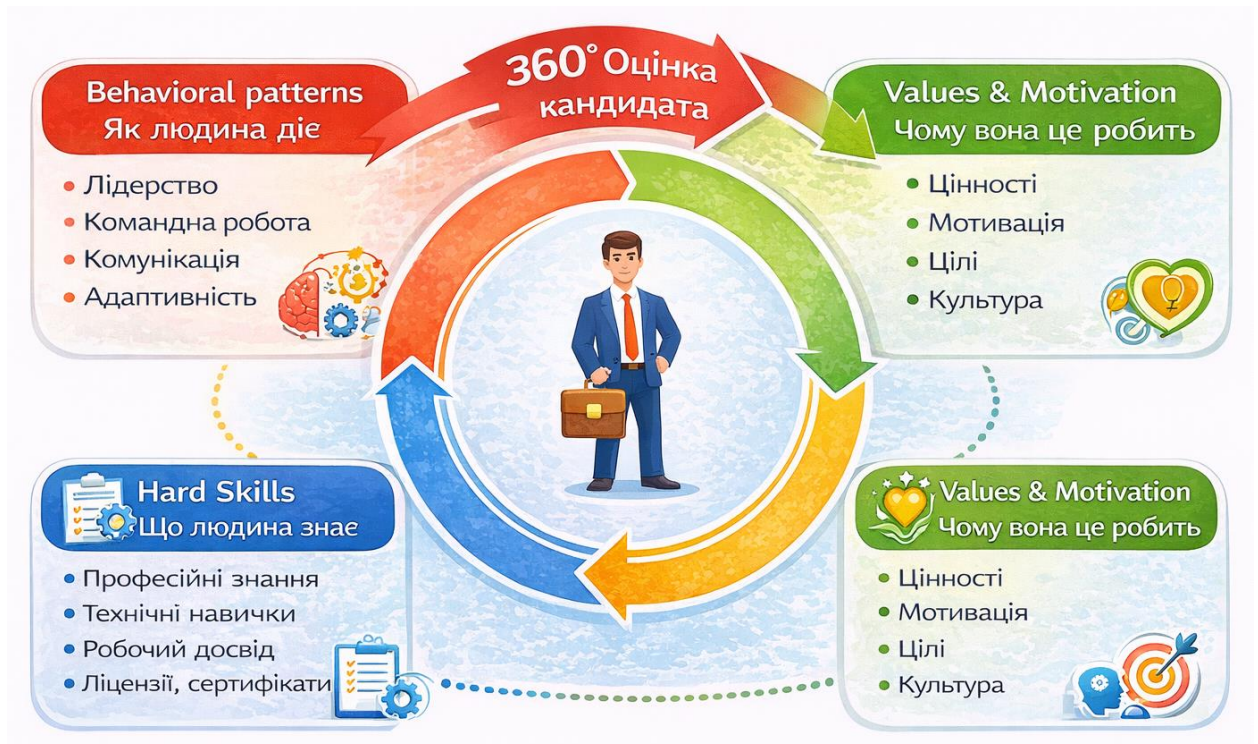 360° Оцінка
кандидата
Behavioral patterns
Як людина діє
• Лідерство
• Командна робота
• Комунікація
• Адаптивність
Values & Motivation
Чому вона це робить
• Цінності
• Мотивація
• Цілі
• Культура
Hard Skills
Що людина знає
• Професійні знання
• Технічні навички
• Робочий досвід
• Ліцензії, сертифікати
Values & Motivation
Чому вона це робить
• Цінності
• Мотивація
• Цілі
• Культура